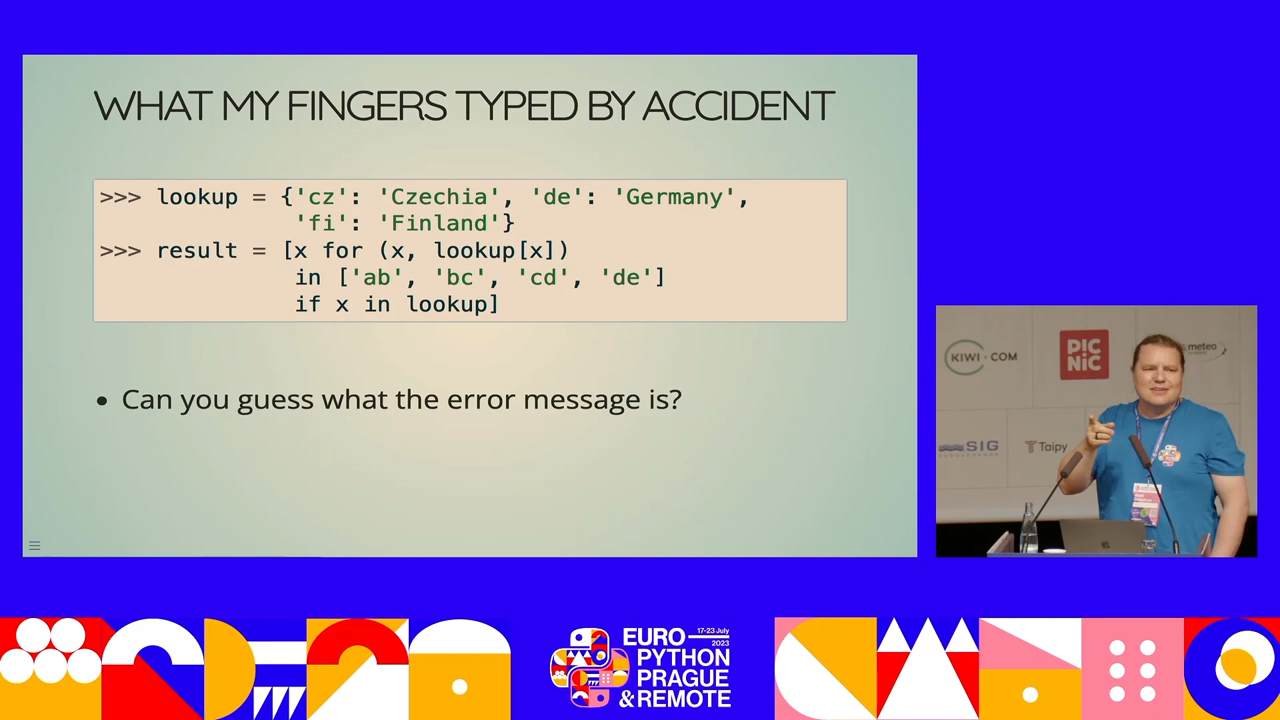 WHAT MY FINGERS TYPED BY ACCIDENT
>>> lookup = {'cz': 'Czechia', 'de': 'Germany',
'fi': 'Finland'}
>>> result = [x for (x, lookup[x])
in ['ab', 'bc', 'cd', 'de']
if x in lookup]
• Can you guess what the error message is?
KIWI·COM
PIC
NIC
meteo
SIG
Taipy
EURO
17-23 July
2023
PYTHON
PRAGUE
& REMOTE